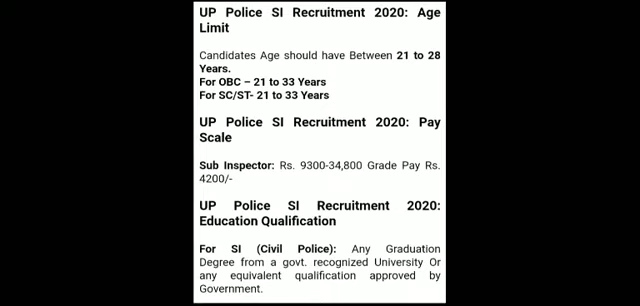 UP Police SI Recruitment 2020: Age
Limit
Candidates Age should have Between 21 to 28
Years.
For OBC – 21 to 33 Years
For SC/ST- 21 to 33 Years
UP Police SI Recruitment 2020: Pay
Scale
Sub Inspector: Rs. 9300-34,800 Grade Pay Rs.
4200/-
UP Police SI Recruitment 2020:
Education Qualification
For SI (Civil Police): Any Graduation
Degree from a govt. recognized University Or
any equivalent qualification approved by
Government.